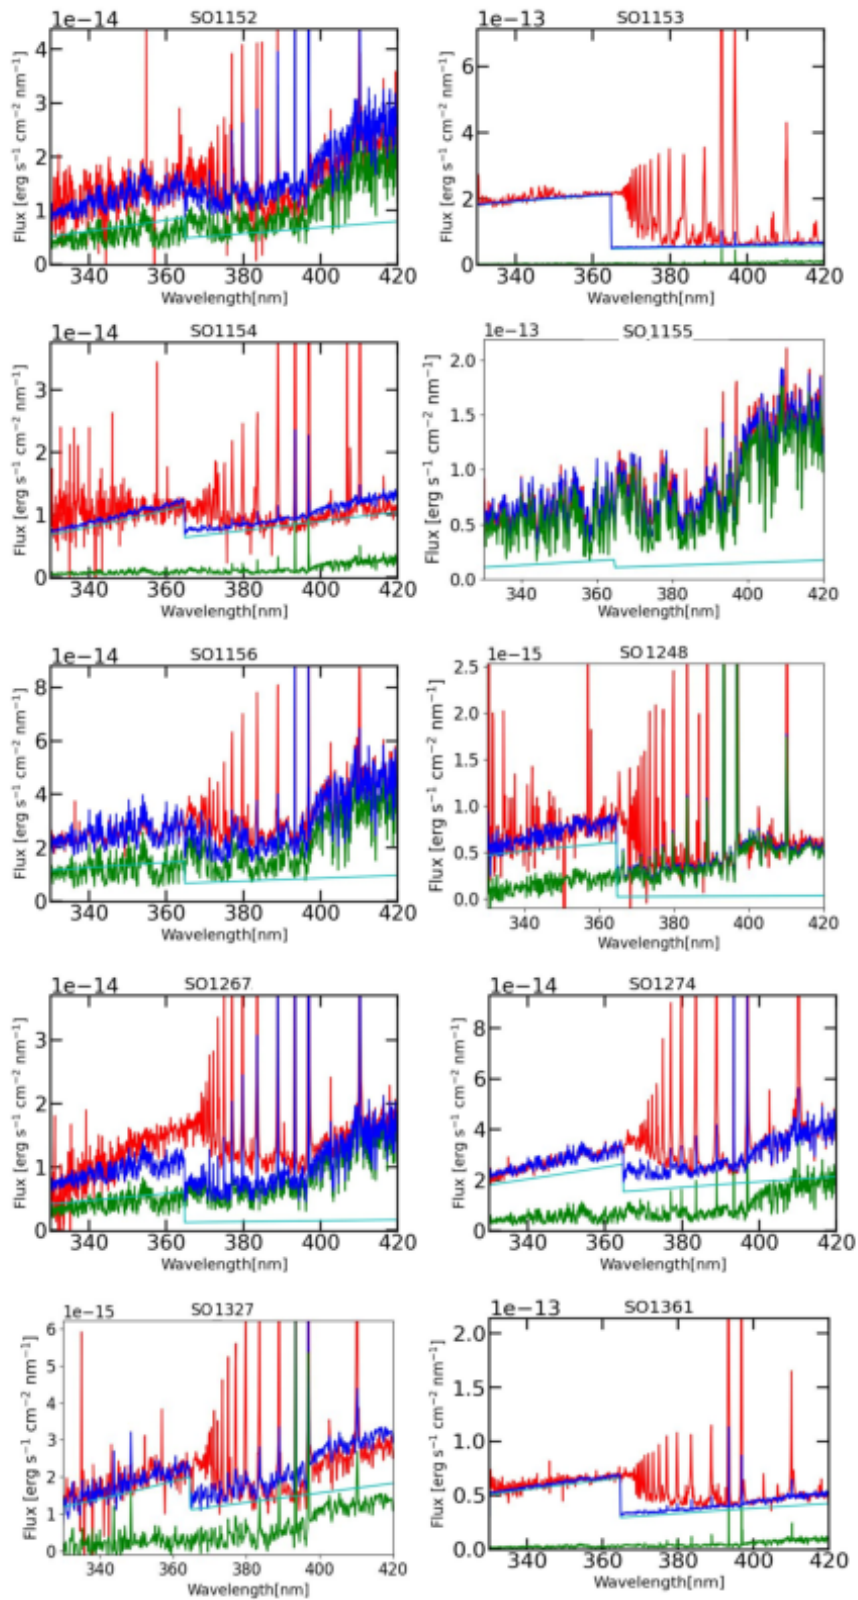 1e−14 SO1152
Flux [erg s⁻¹ cm⁻² nm⁻¹]
4
3
2
1
0
340 360 380 400 420
Wavelength[nm]
1e−13 SO1153
Flux [erg s⁻¹ cm⁻² nm⁻¹]
6
4
2
0
340 360 380 400 420
Wavelength[nm]
1e−14 SO1154
Flux [erg s⁻¹ cm⁻² nm⁻¹]
3
2
1
0
340 360 380 400 420
Wavelength[nm]
1e−13 SO1155
Flux [erg s⁻¹ cm⁻² nm⁻¹]
2.0
1.5
1.0
0.5
0.0
340 360 380 400 420
Wavelength[nm]
1e−14 SO1156
Flux [erg s⁻¹ cm⁻² nm⁻¹]
8
6
4
2
0
340 360 380 400 420
Wavelength[nm]
1e−15 SO1248
Flux [erg s⁻¹ cm⁻² nm⁻¹]
2.5
2.0
1.5
1.0
0.5
0.0
340 360 380 400 420
Wavelength[nm]
1e−14 SO1267
Flux [erg s⁻¹ cm⁻² nm⁻¹]
3
2
1
0
340 360 380 400 420
Wavelength[nm]
1e−14 SO1274
Flux [erg s⁻¹ cm⁻² nm⁻¹]
8
6
4
2
0
340 360 380 400 420
Wavelength[nm]
1e−15 SO1327
Flux [erg s⁻¹ cm⁻² nm⁻¹]
6
5
4
3
2
1
0
340 360 380 400 420
Wavelength[nm]
1e−13 SO1361
Flux [erg s⁻¹ cm⁻² nm⁻¹]
2.0
1.5
1.0
0.5
0.0
340 360 380 400 420
Wavelength[nm]